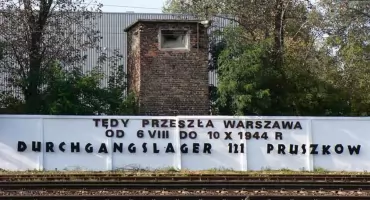 TĘDY PRZESZŁA WARSZAWA
OD 6 VIII DO 10 X 1944 R
DURCHGANGSLAGER 121 PRUSZKOW